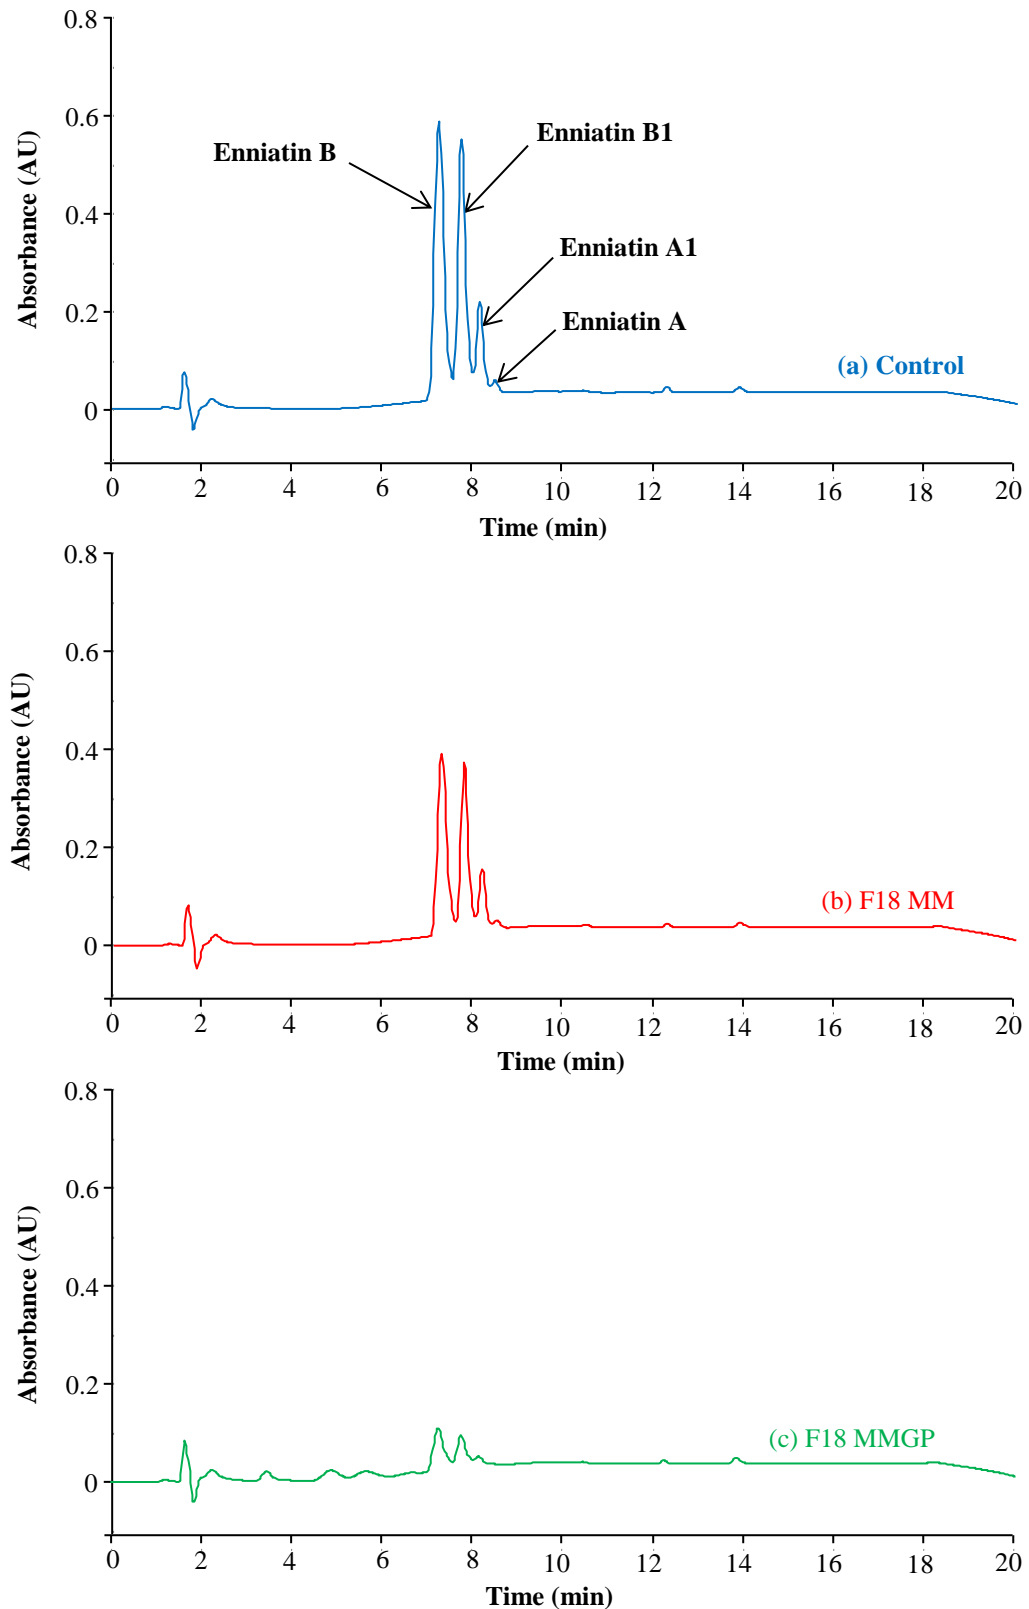 0.8
0.6
0.4
0.2
0
Absorbance (AU)
Enniatin B
Enniatin B1
Enniatin A1
Enniatin A
(a) Control
0 2 4 6 8 10 12 14 16 18 20
Time (min)
0.8
0.6
0.4
0.2
0
Absorbance (AU)
(b) F18 MM
0 2 4 6 8 10 12 14 16 18 20
Time (min)
0.8
0.6
0.4
0.2
0
Absorbance (AU)
(c) F18 MMGP
0 2 4 6 8 10 12 14 16 18 20
Time (min)